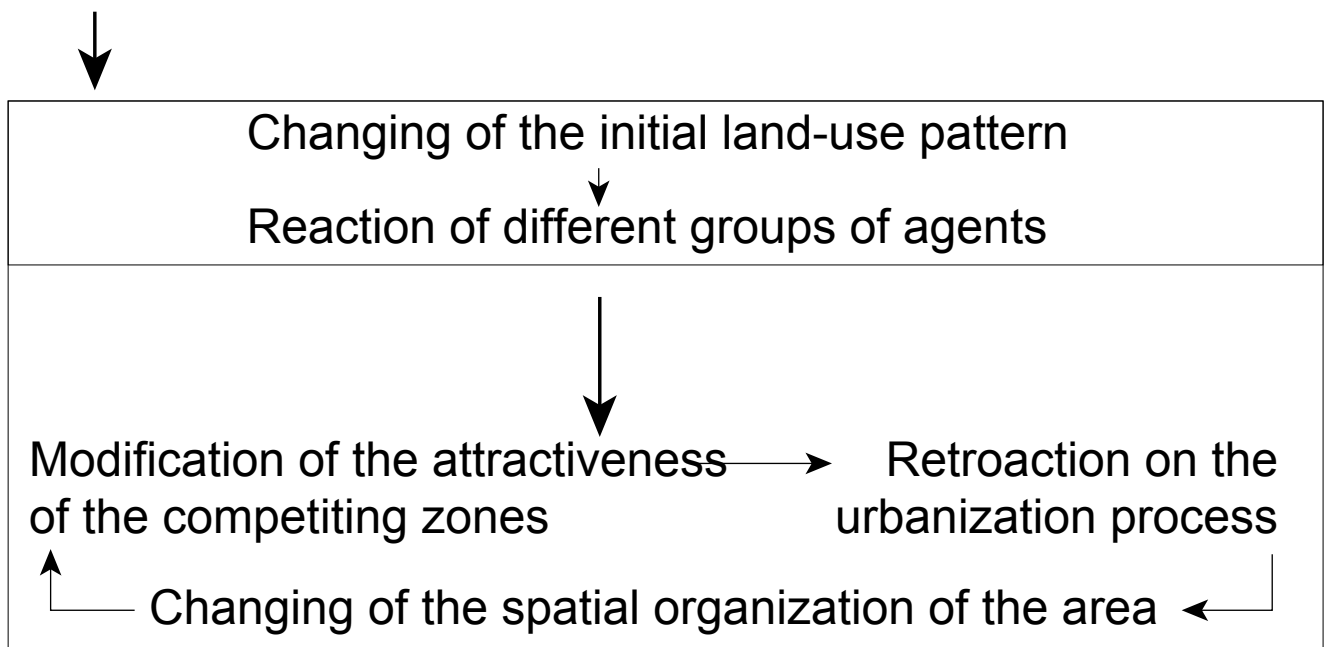 Changing of the initial land-use pattern
Reaction of different groups of agents
Modification of the attractiveness
of the competiting zones
Retroaction on the
urbanization process
Changing of the spatial organization of the area